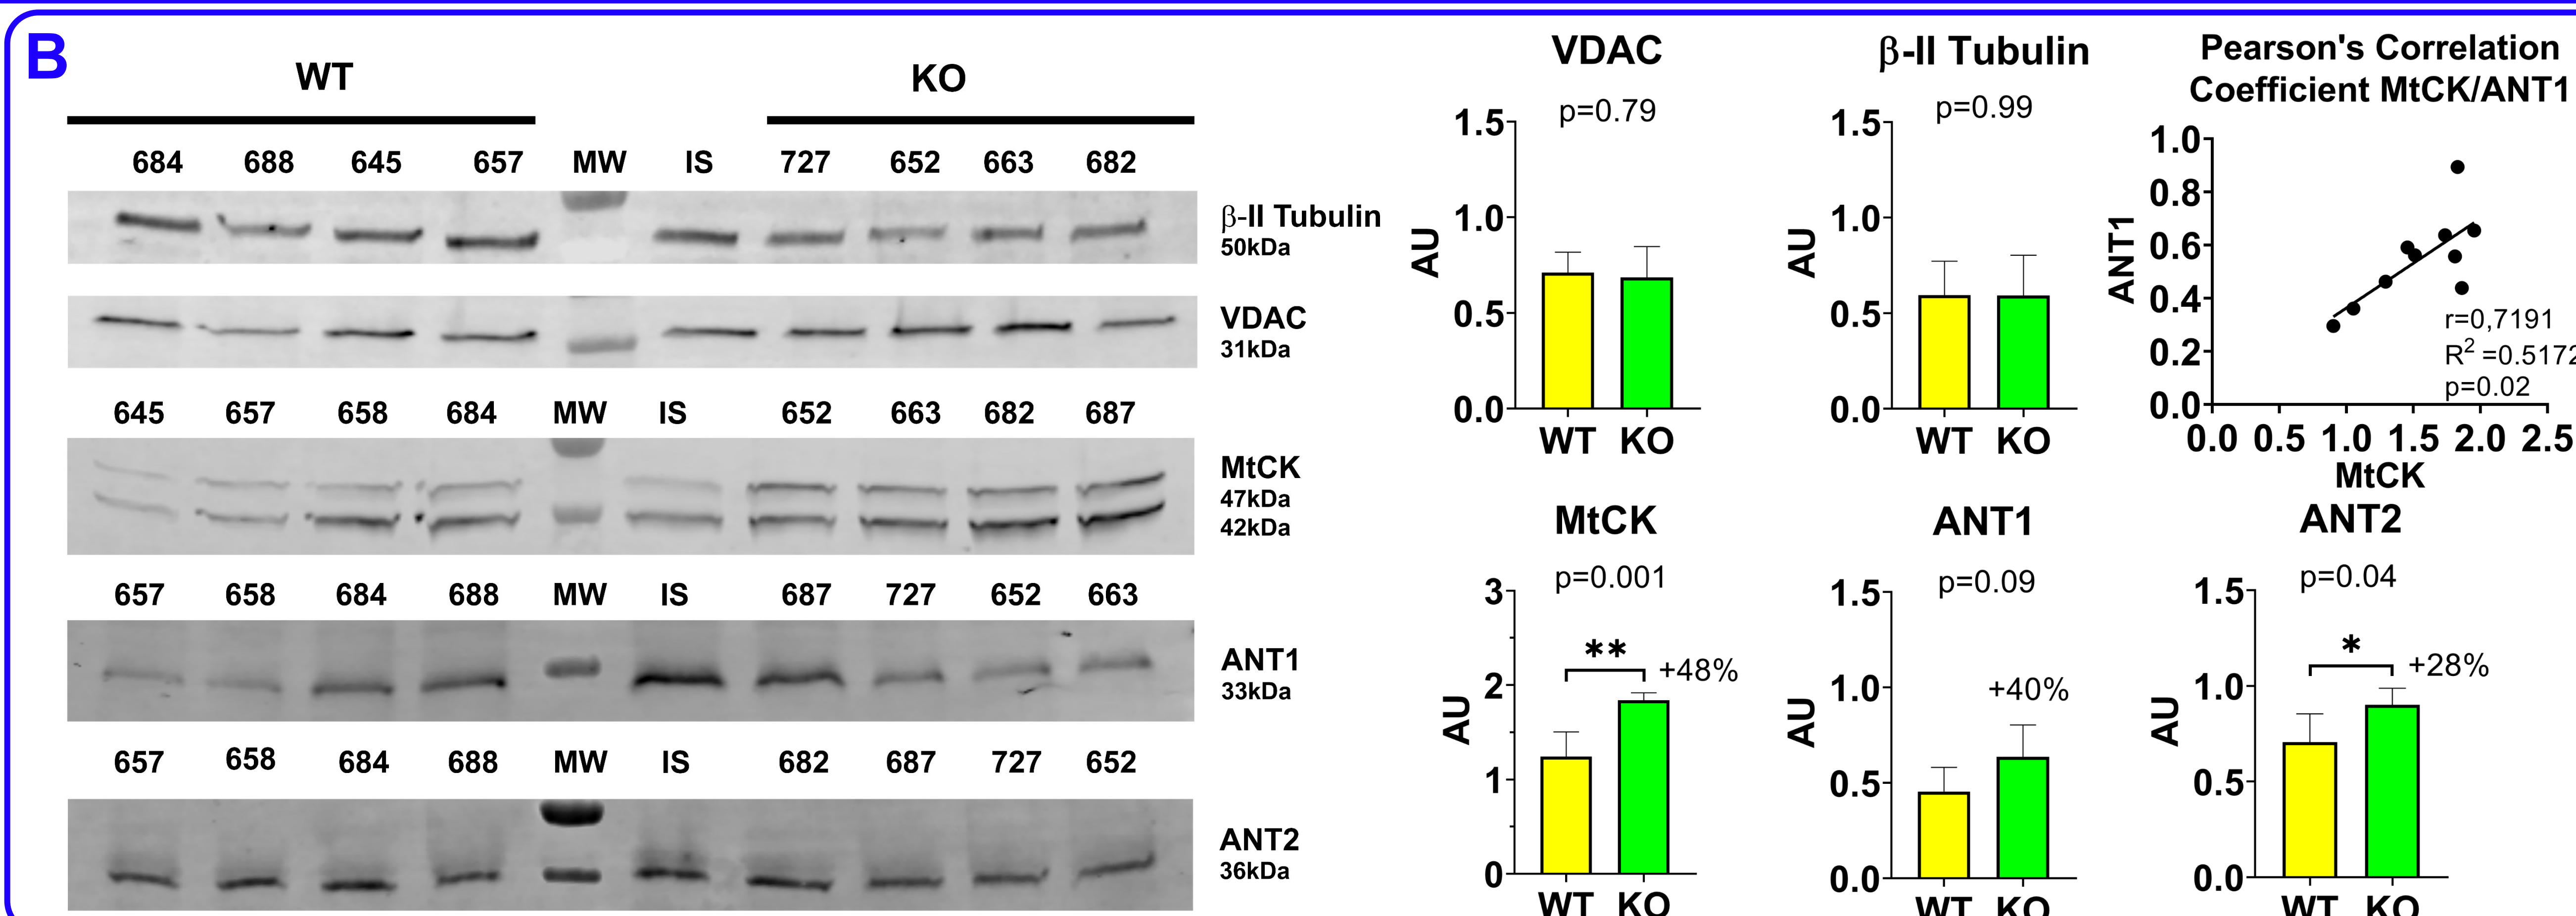 B
WT
KO
684 688 645 657 MW IS 727 652 663 682
β-II Tubulin
50kDa
VDAC
31kDa
645 657 658 684 MW IS 652 663 682 687
MtCK
47kDa
42kDa
657 658 684 688 MW IS 687 727 652 663
ANT1
33kDa
657 658 684 688 MW IS 682 687 727 652
ANT2
36kDa
VDAC
p=0.79
1.5
1.0
0.5
0.0
AU
WT KO
β-II Tubulin
p=0.99
1.5
1.0
0.5
0.0
AU
WT KO
Pearson's Correlation
Coefficient MtCK/ANT1
1.0
0.8
0.6
0.4
0.2
0.0
ANT1
r=0,7191
R2 =0.5172
p=0.02
0.0 0.5 1.0 1.5 2.0 2.5
MtCK
MtCK
p=0.001
**
+48%
3
2
1
0
AU
WT KO
ANT1
p=0.09
+40%
1.5
1.0
0.5
0.0
AU
WT KO
ANT2
p=0.04
*
+28%
1.5
1.0
0.5
0.0
AU
WT KO